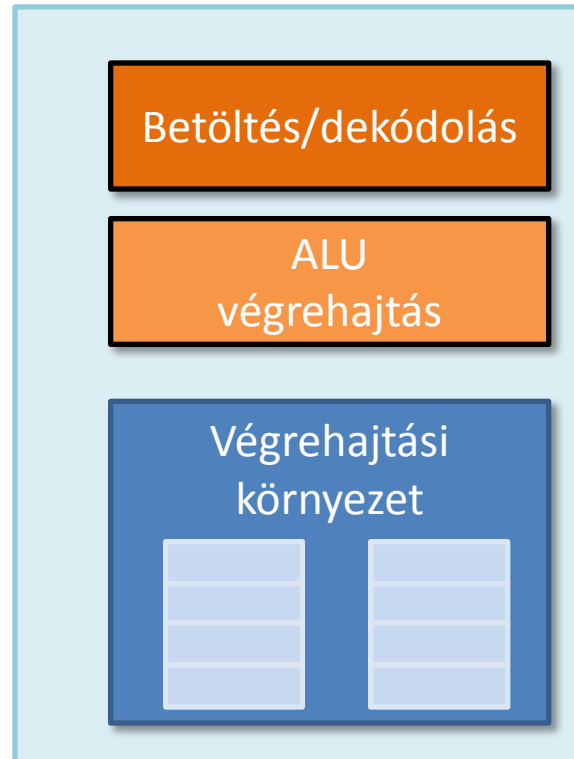 Betöltés/dekódolás
ALU
végrehajtás
Végrehajtási
környezet